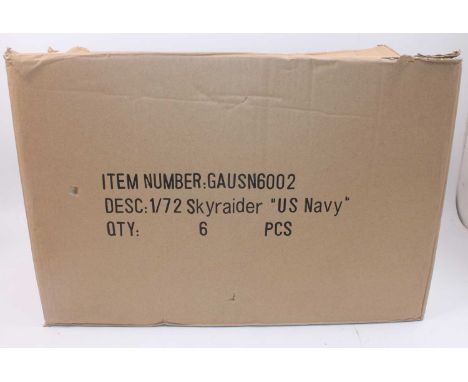 ITEM NUMBER:GAUSN6002
DESC:1/72 Skyraider "US Navy"
QTY: 6 PCS